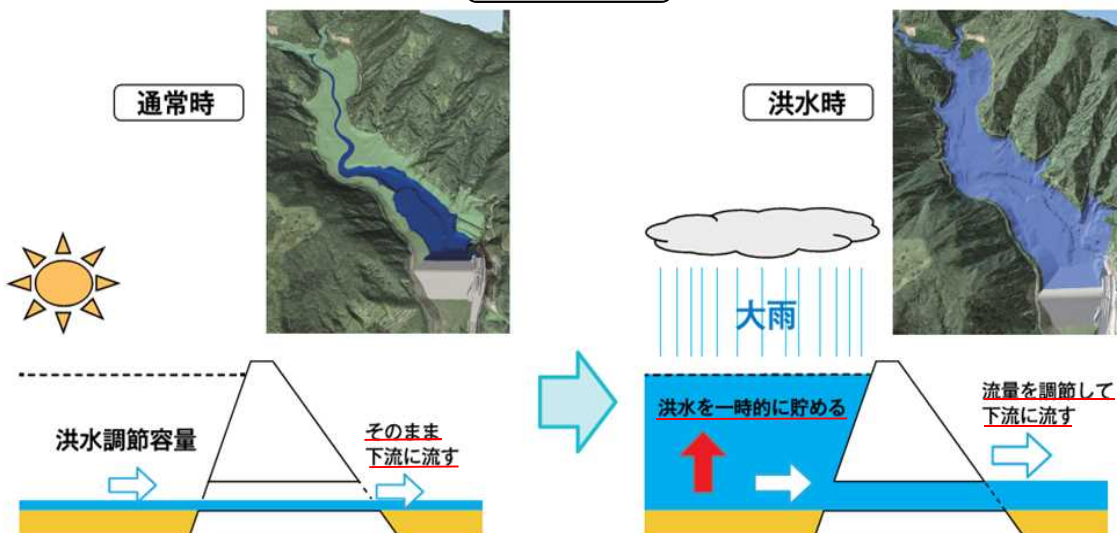 通常時
洪水調節容量
そのまま
下流に流す
洪水時
大雨
洪水を一時的に貯める
流量を調節して
下流に流す